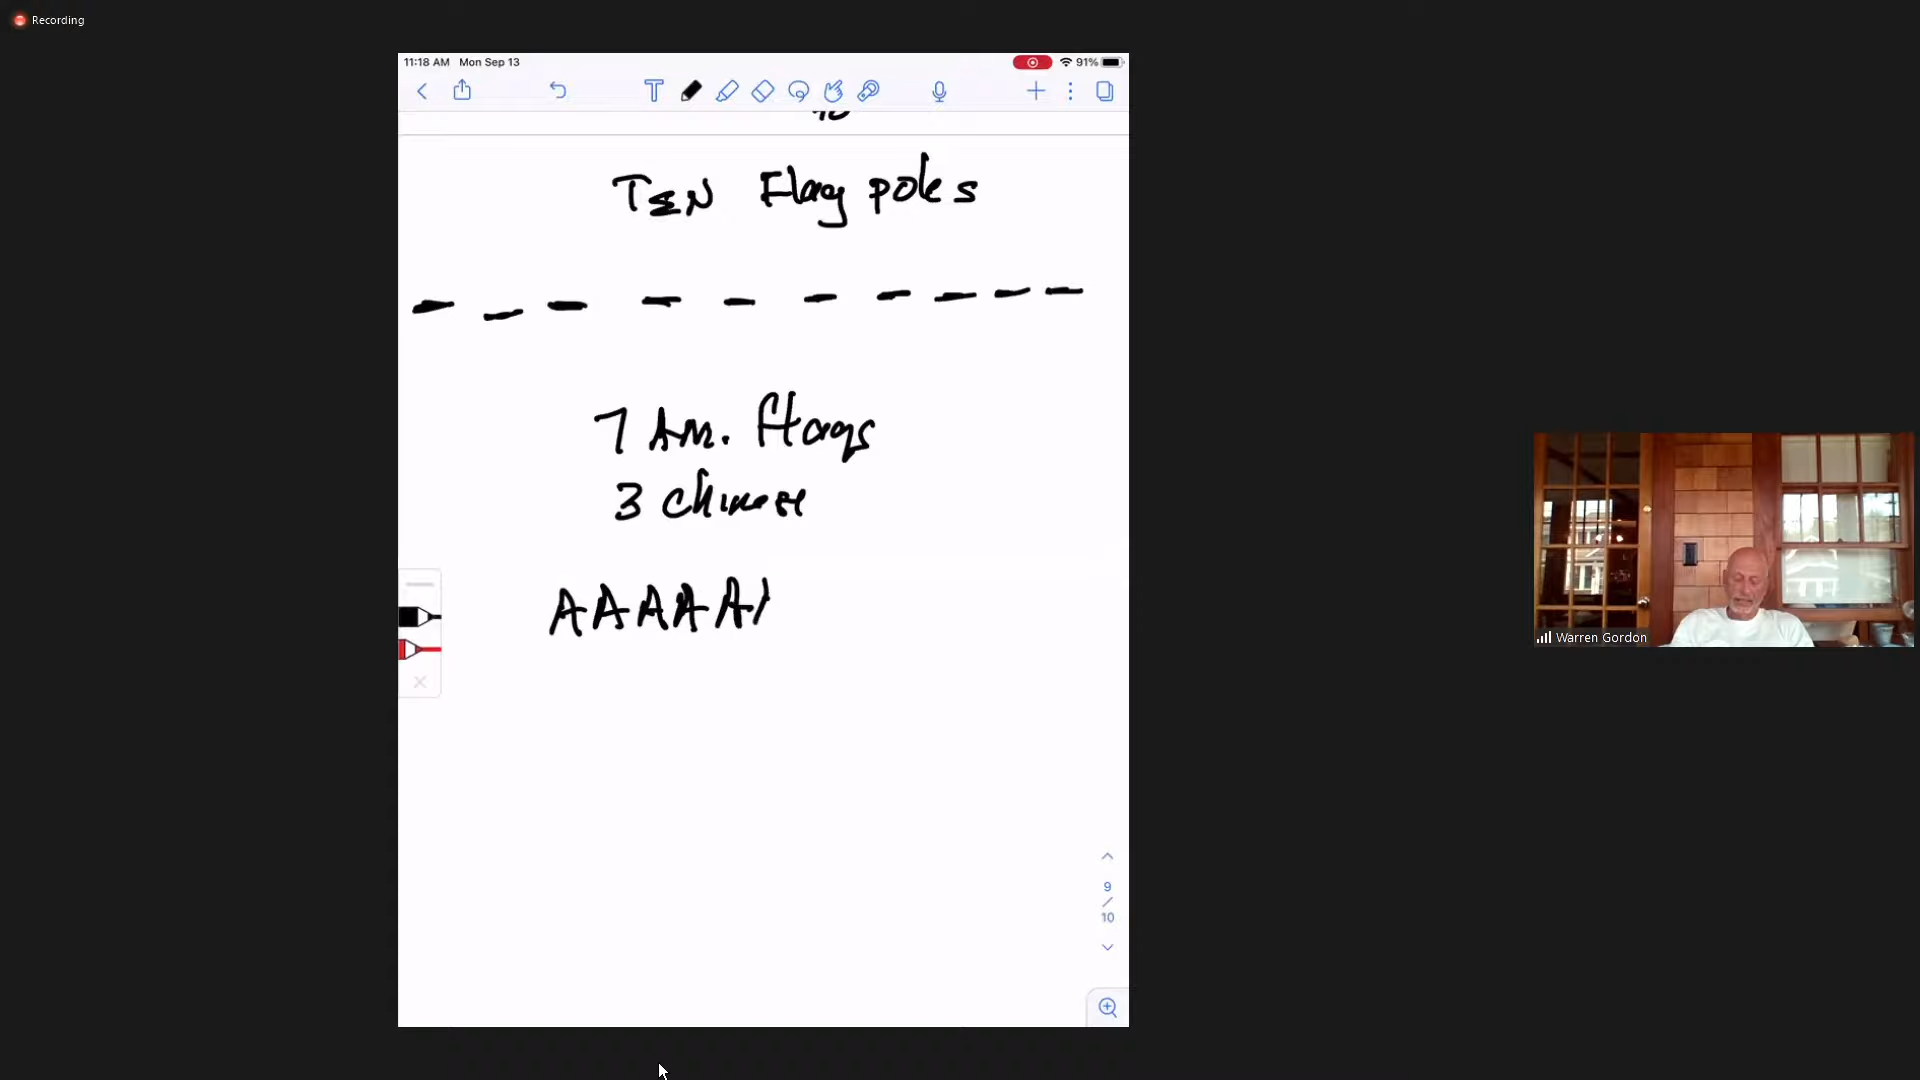 Recording
11:18 AM Mon Sep 13
91%
TEN Flag poles
7 Am. flags
3 Chinese
AAAAA
9
/
10
Warren Gordon